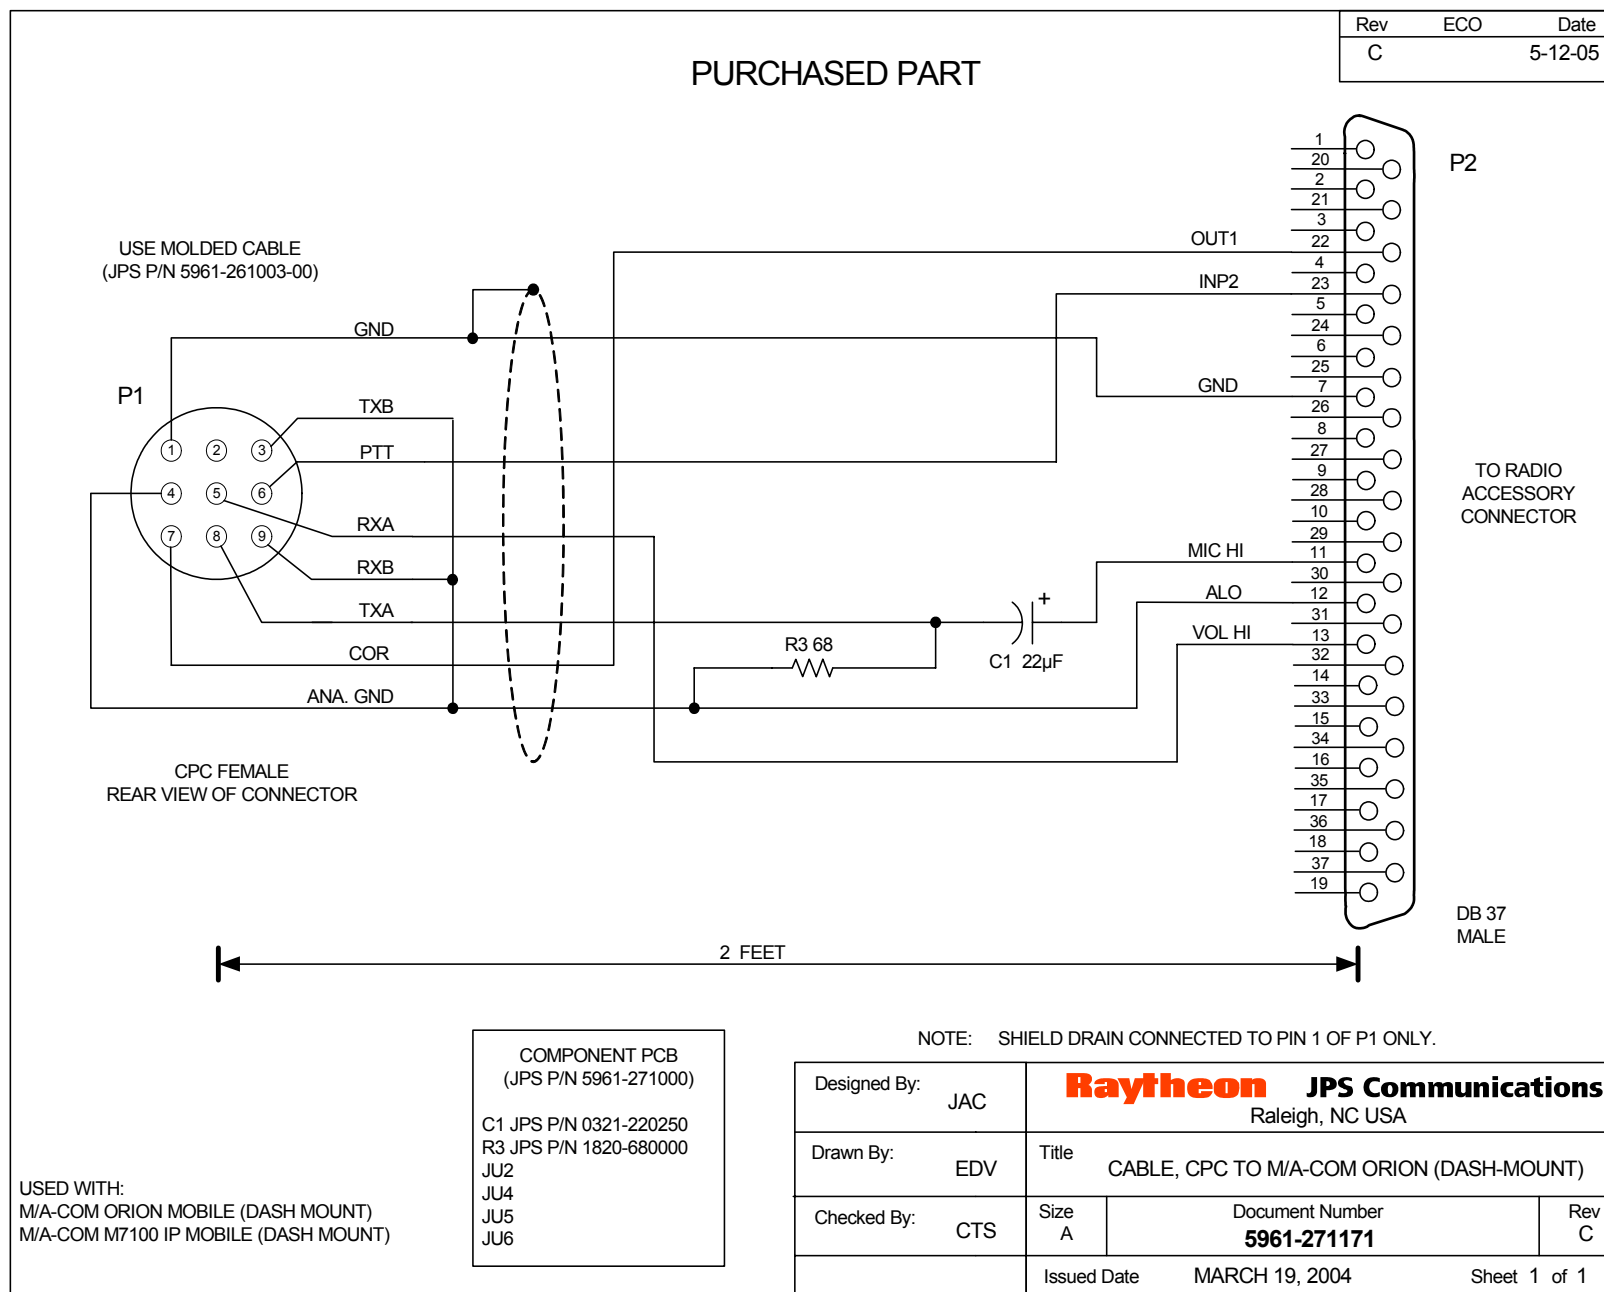 Rev ECO Date
C 5-12-05
PURCHASED PART
P2
1
20
2
21
3
OUT1 22
4
INP2 23
5
24
6
25
GND 7
26
8
27
9
28
10
29
MIC HI 11
30
ALO 12
31
VOL HI 13
32
14
33
15
34
16
35
17
36
18
37
19
TO RADIO
ACCESSORY
CONNECTOR
DB 37
MALE
USE MOLDED CABLE
(JPS P/N 5961-261003-00)
P1
1 2 3
4 5 6
7 8 9
GND
TXB
PTT
RXA
RXB
TXA
COR
ANA. GND
R3 68
+
C1 22µF
CPC FEMALE
REAR VIEW OF CONNECTOR
2 FEET
NOTE: SHIELD DRAIN CONNECTED TO PIN 1 OF P1 ONLY.
COMPONENT PCB
(JPS P/N 5961-271000)
C1 JPS P/N 0321-220250
R3 JPS P/N 1820-680000
JU2
JU4
JU5
JU6
USED WITH:
M/A-COM ORION MOBILE (DASH MOUNT)
M/A-COM M7100 IP MOBILE (DASH MOUNT)
Designed By: JAC
Raytheon JPS Communications
Raleigh, NC USA
Drawn By: EDV
Title
CABLE, CPC TO M/A-COM ORION (DASH-MOUNT)
Checked By: CTS
Size
A
Document Number
5961-271171
Rev
C
Issued Date MARCH 19, 2004 Sheet 1 of 1